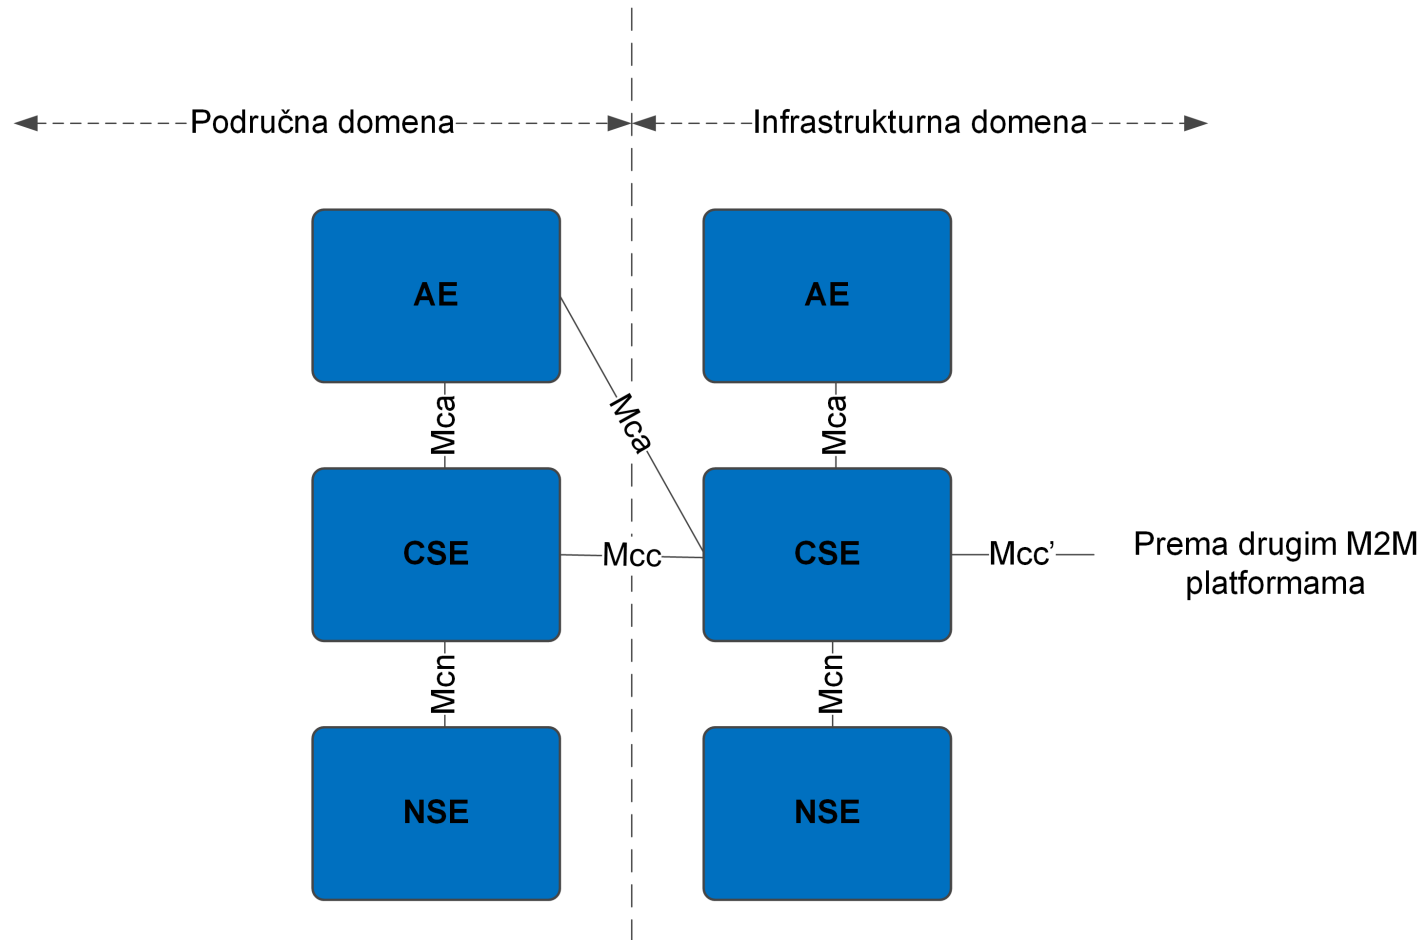 Područna domena
Infrastrukturna domena
AE
AE
Mca
Mca
Mca
CSE
Mcc
CSE
Mcc’
Prema drugim M2M
platformama
Mcn
Mcn
NSE
NSE